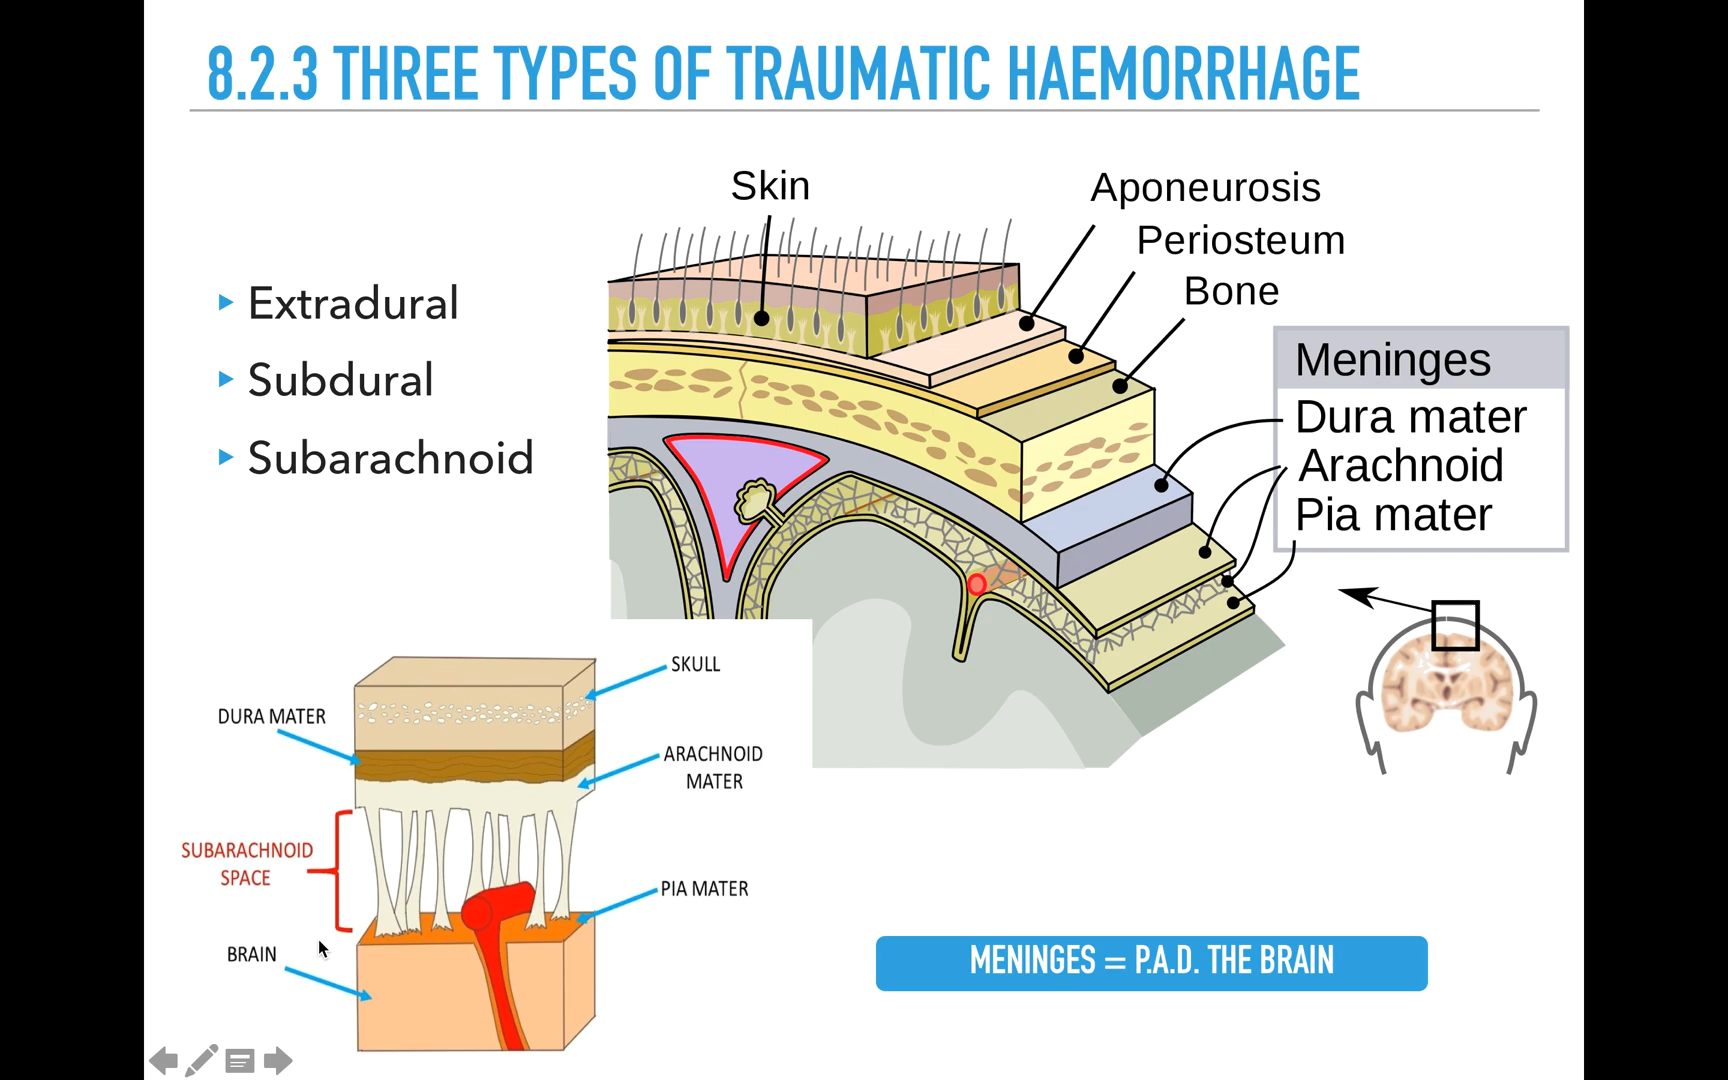 8.2.3 THREE TYPES OF TRAUMATIC HAEMORRHAGE
Extradural
Subdural
Subarachnoid
Skin
Aponeurosis
Periosteum
Bone
Meninges
Dura mater
Arachnoid
Pia mater
SKULL
DURA MATER
ARACHNOID
MATER
SUBARACHNOID
SPACE
PIA MATER
BRAIN
MENINGES = P.A.D. THE BRAIN